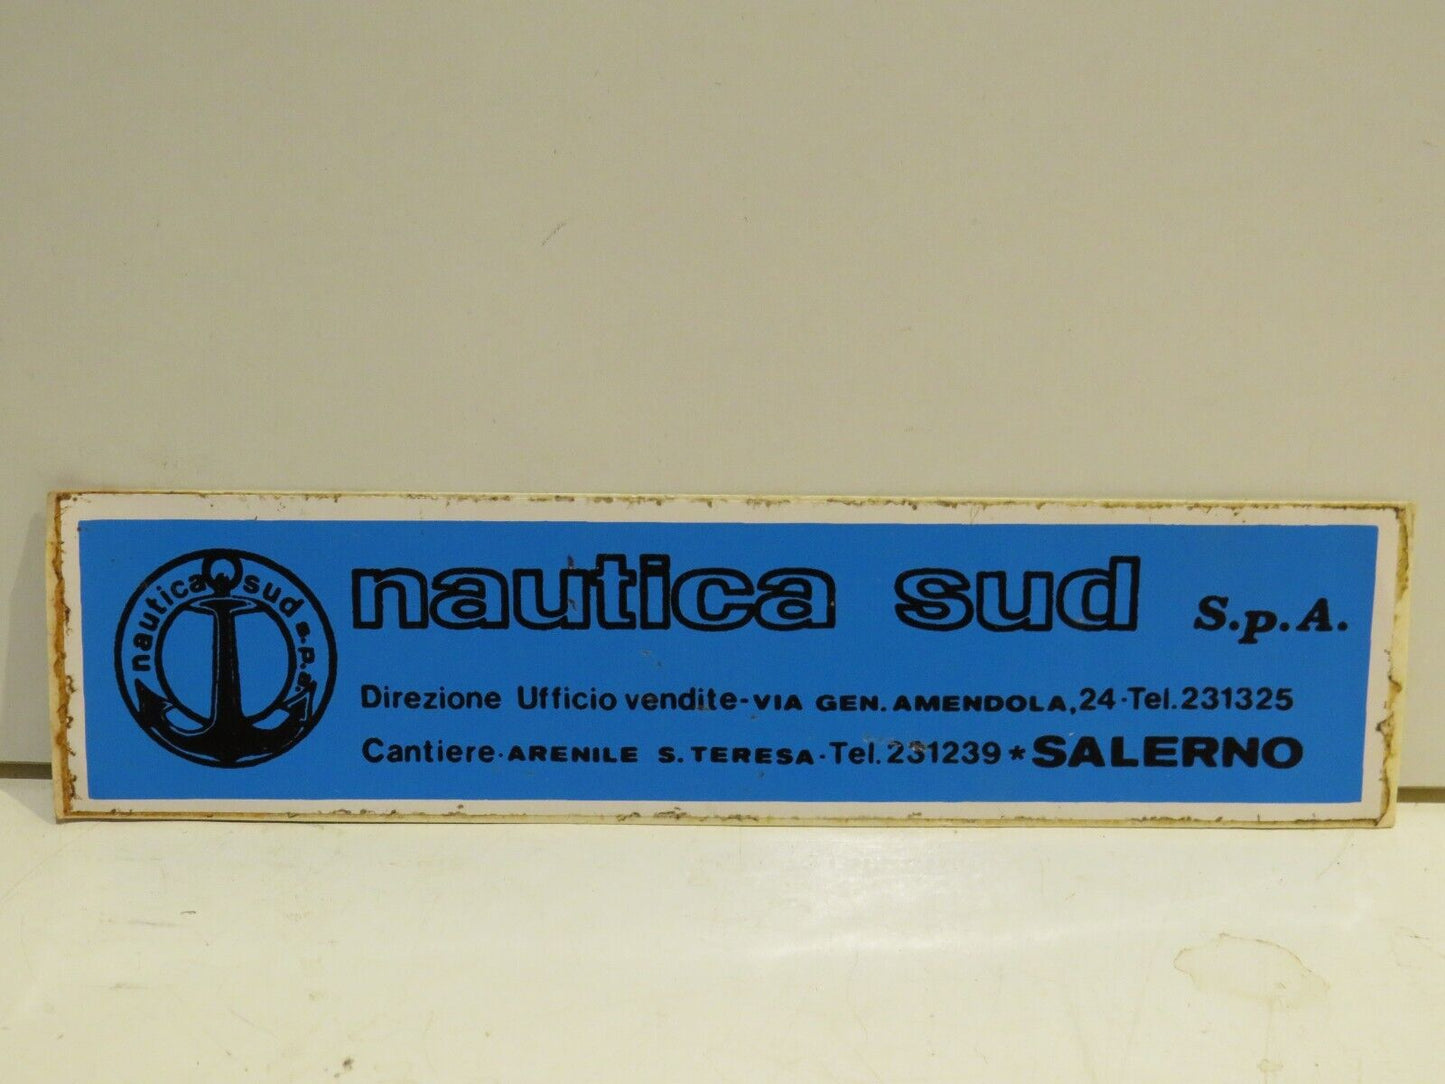 nautica sud s.p.a.
nautica sud S.p.A.
Direzione Ufficio vendite-VIA GEN. AMENDOLA,24-Tel.231325
Cantiere-ARENILE S. TERESA-Tel.231239 * SALERNO